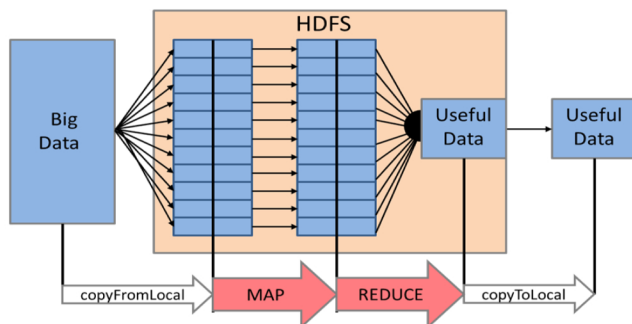 HDFS
Big
Data
Useful
Data
Useful
Data
copyFromLocal
MAP
REDUCE
copyToLocal